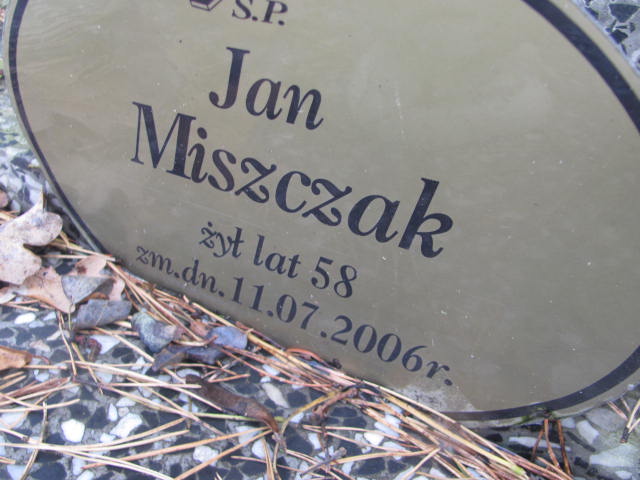 Ś.P.
Jan
Miszczak
żył lat 58
zm.dn.11.07.2006r.